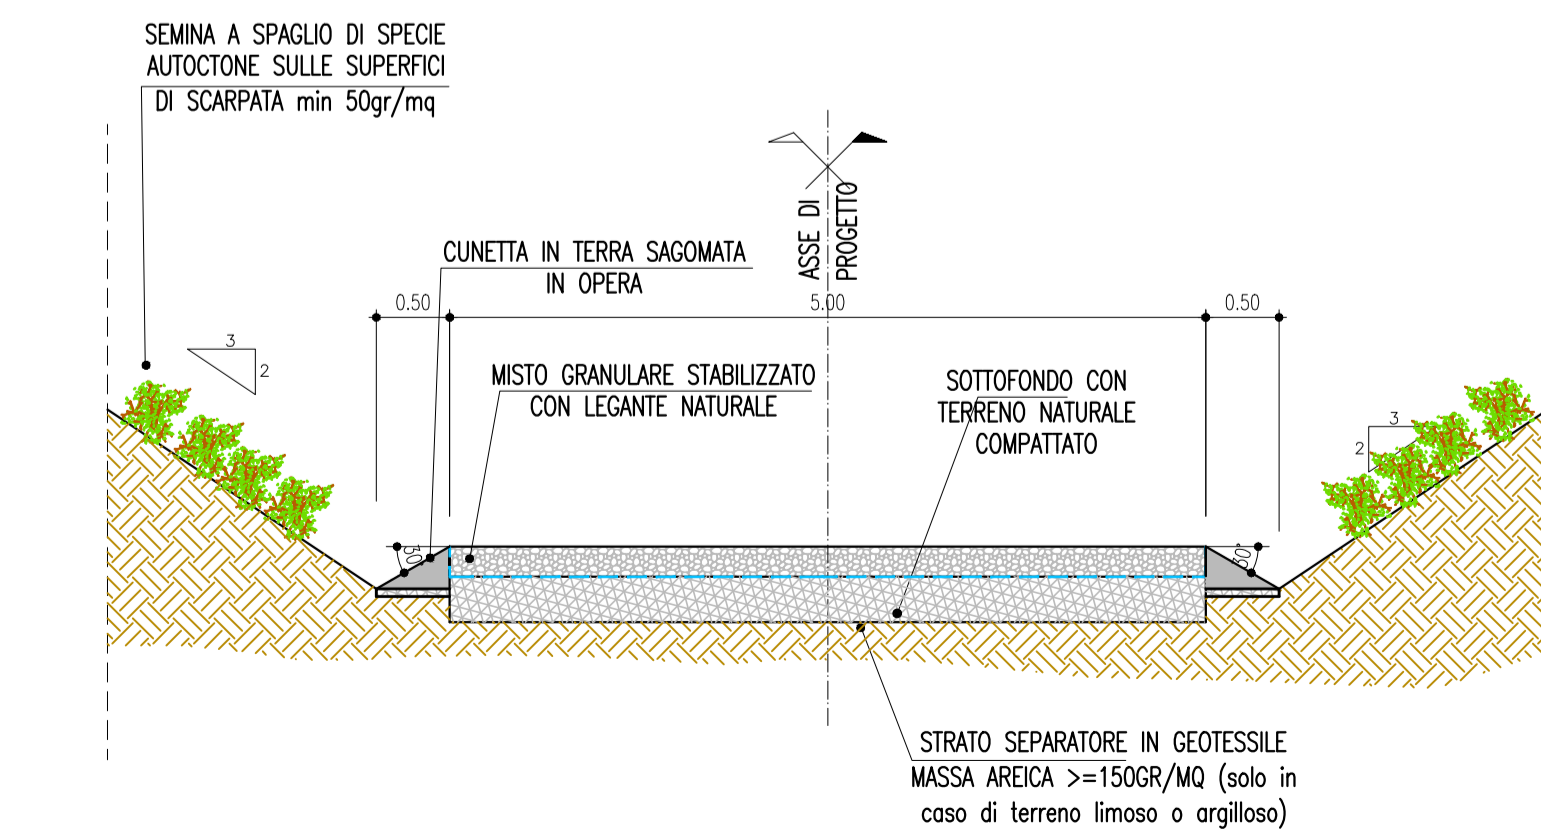 SEMINA A SPAGLIO DI SPECIE
AUTOCTONE SULLE SUPERFICI
DI SCARPATA min 50gr/mq
ASSE DI
PROGETTO
CUNETTA IN TERRA SAGOMATA
IN OPERA
0.50
5.00
0.50
3
2
MISTO GRANULARE STABILIZZATO
CON LEGANTE NATURALE
SOTTOFONDO CON
TERRENO NATURALE
COMPATTATO
3
2
30°
30°
STRATO SEPARATORE IN GEOTESSILE
MASSA AREICA >=150GR/MQ (solo in
caso di terreno limoso o argilloso)